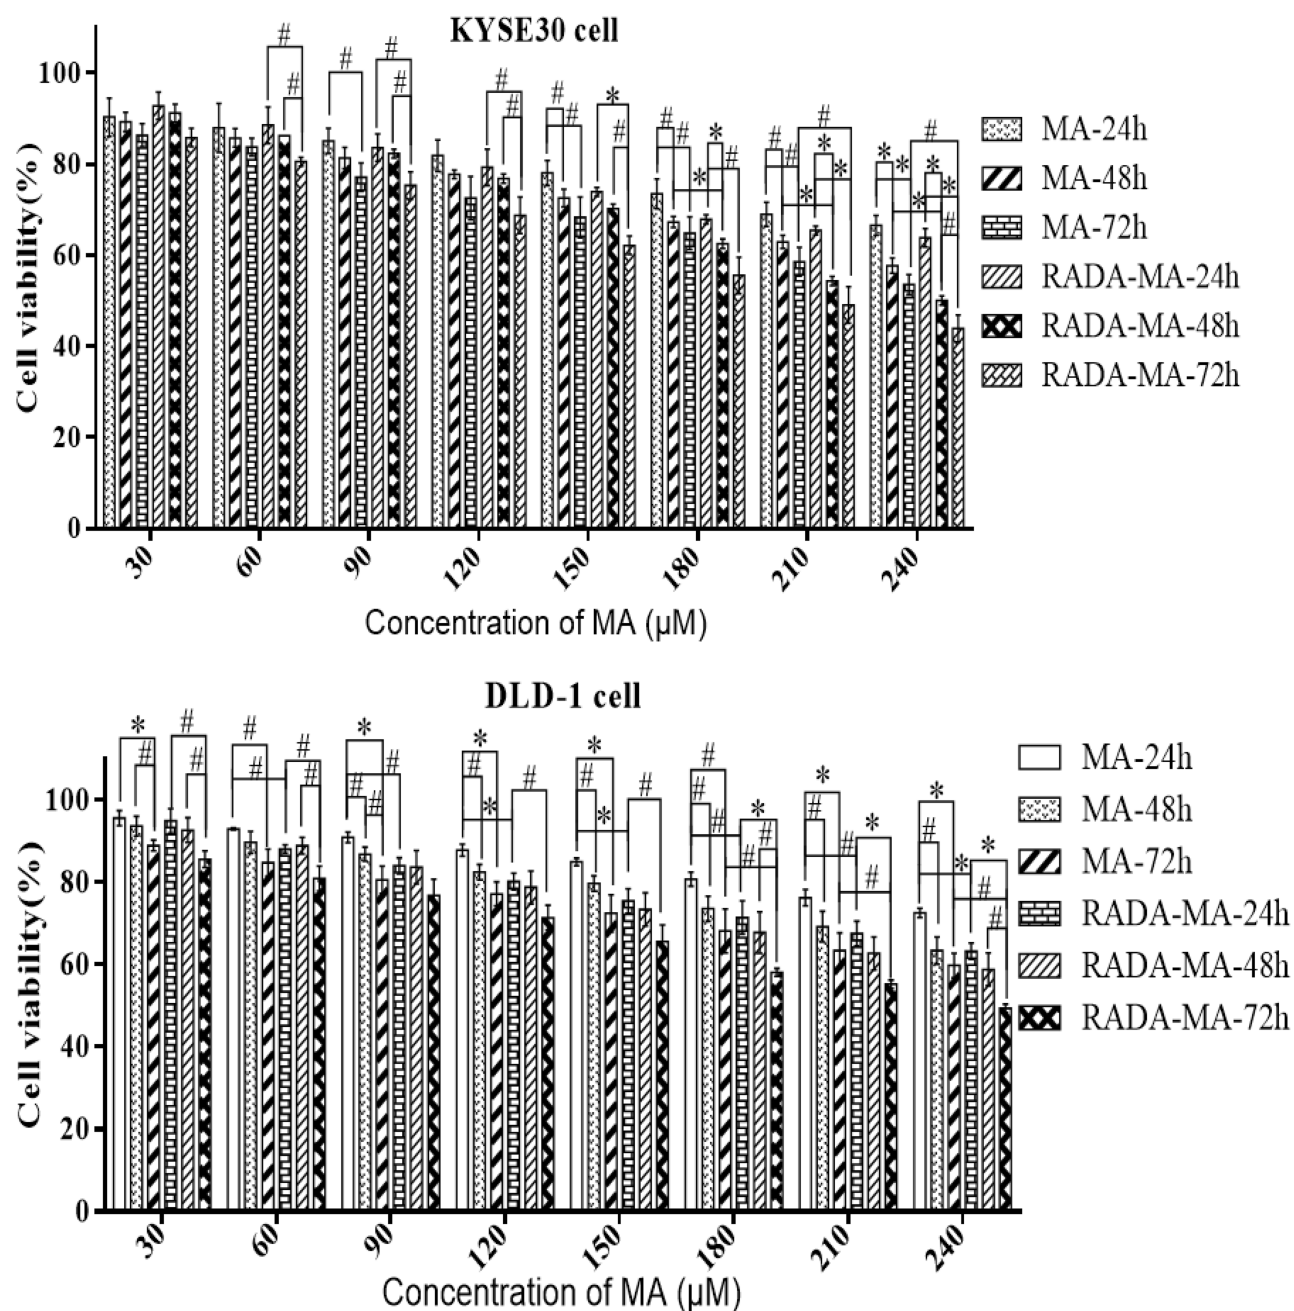 KYSE30 cell
# # # # # # # * # # # * # # # * # # # * * # # * * * * * #
Cell viability(%)
100
80
60
40
20
0
30 60 90 120 150 180 210 240
Concentration of MA (µM)
MA-24h
MA-48h
MA-72h
RADA-MA-24h
RADA-MA-48h
RADA-MA-72h
DLD-1 cell
Cell viability(%)
100
80
60
40
20
0
30 60 90 120 150 180 210 240
Concentration of MA (µM)
MA-24h
MA-48h
MA-72h
RADA-MA-24h
RADA-MA-48h
RADA-MA-72h